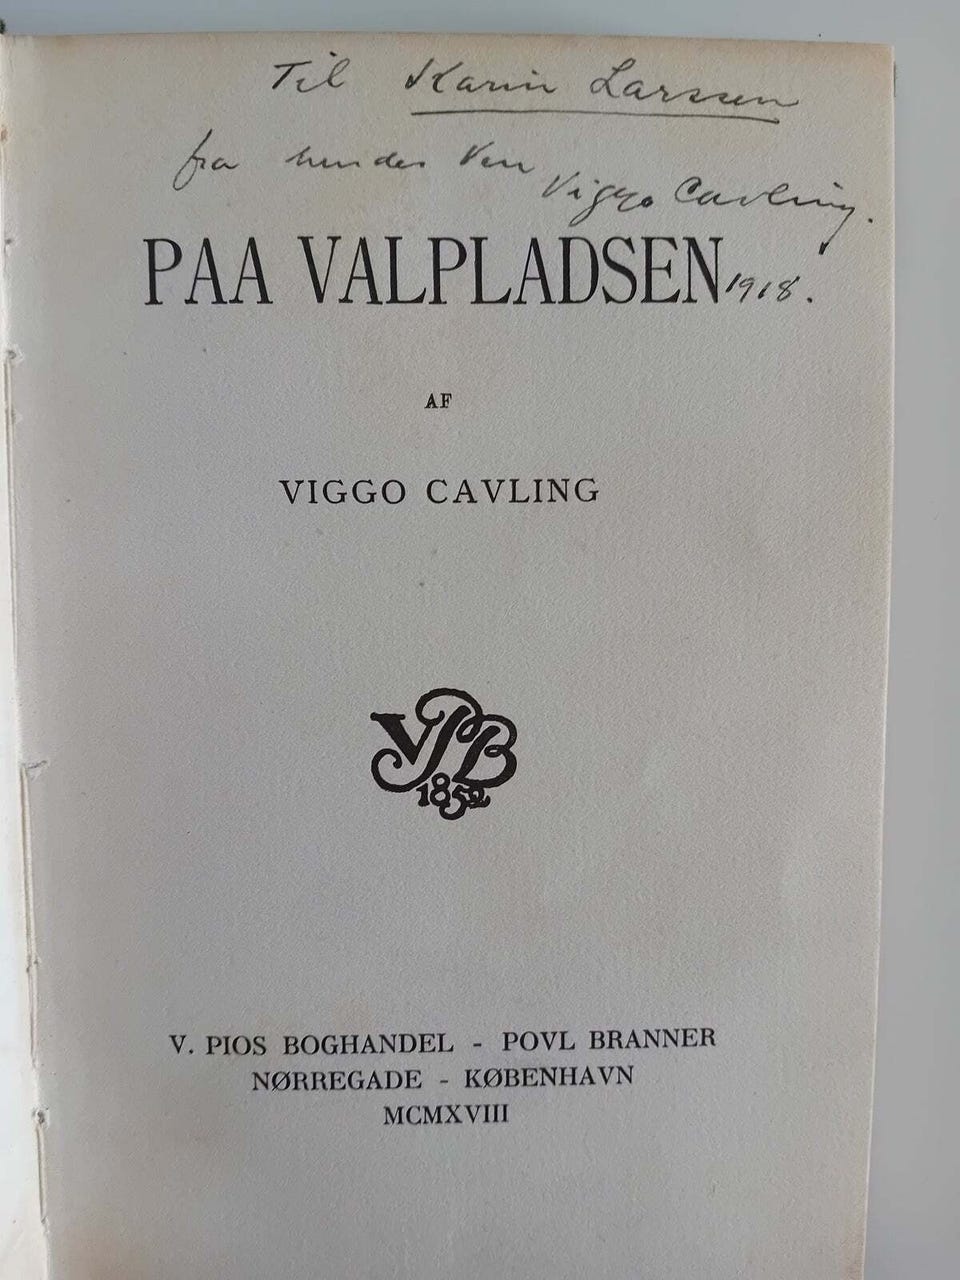 Til Karin Larssen
fra hendes Ven
Viggo Cavling.
PAA VALPLADSEN
1918.
AF
VIGGO CAVLING
VPB
1852
V. PIOS BOGHANDEL - POVL BRANNER
NØRREGADE - KØBENHAVN
MCMXVIII